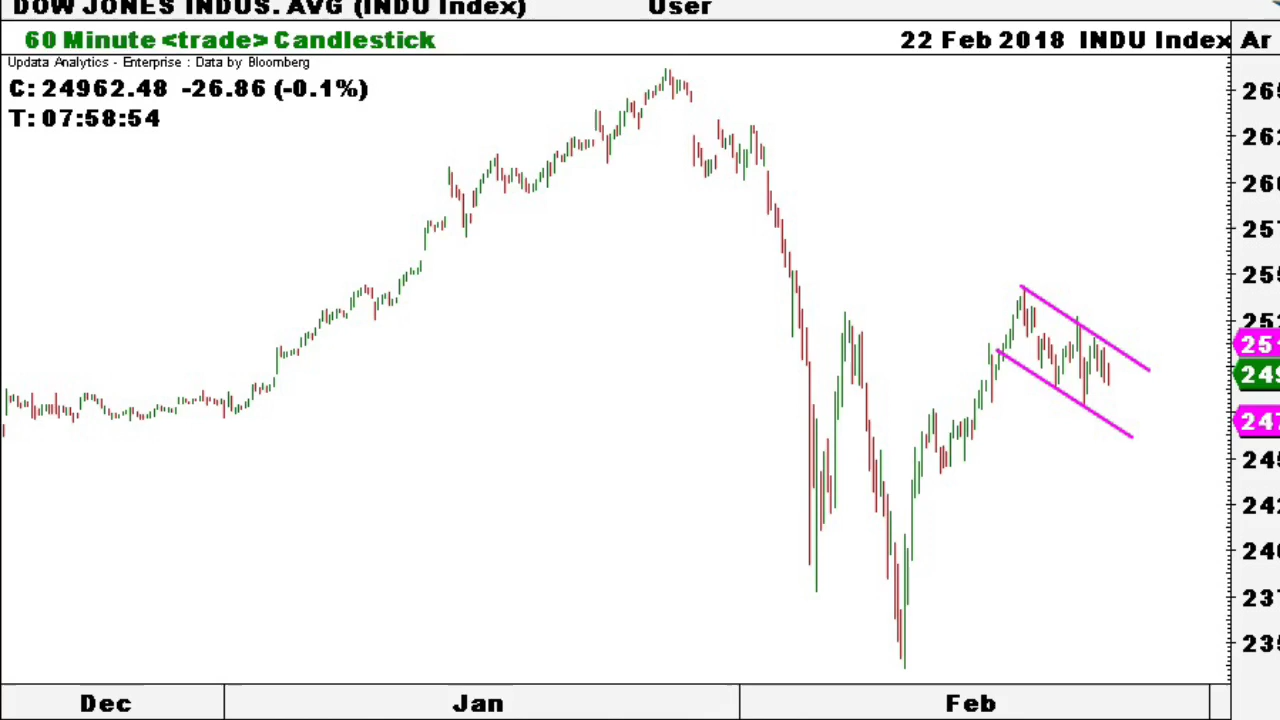 DOW JONES INDUS. AVG (INDU Index) User
60 Minute <trade> Candlestick 22 Feb 2018 INDU Index Ar
Updata Analytics - Enterprise : Data by Bloomberg
C: 24962.48 -26.86 (-0.1%)
T: 07:58:54
Dec Jan Feb